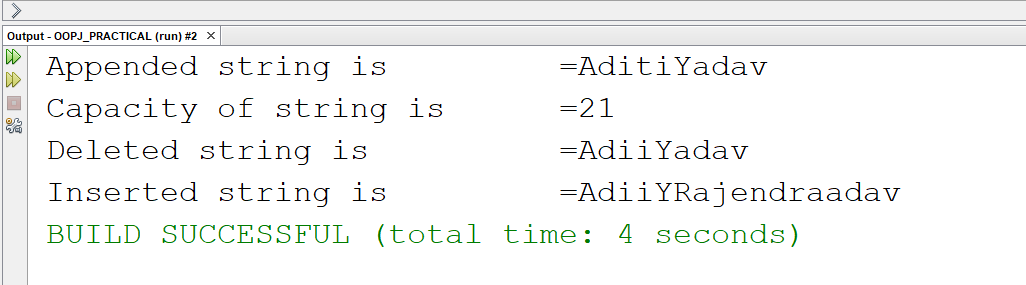 Output - OOPJ_PRACTICAL (run) #2
Appended string is =AditiYadav
Capacity of string is =21
Deleted string is =AdiiYadav
Inserted string is =AdiiYRajendraadav
BUILD SUCCESSFUL (total time: 4 seconds)